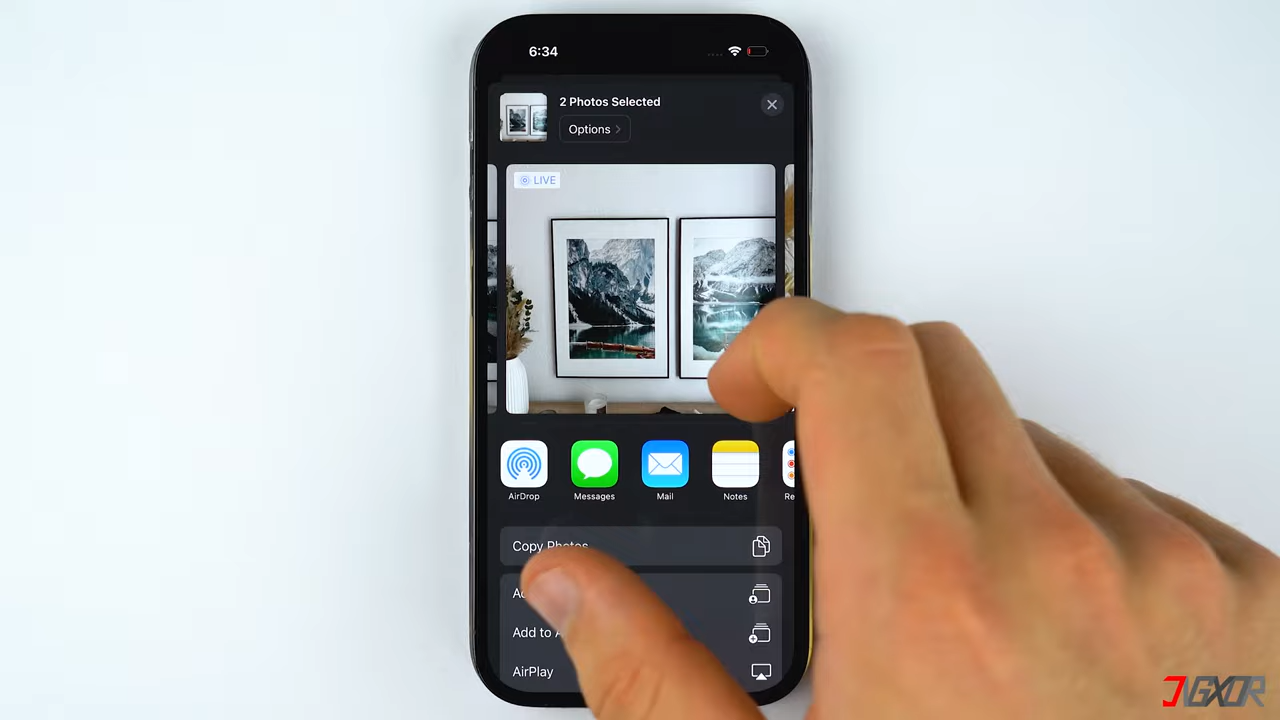 6:34
2 Photos Selected
Options
LIVE
AirDrop
Messages
Mail
Notes
Copy Photos
Add to
AirPlay
JGXOR